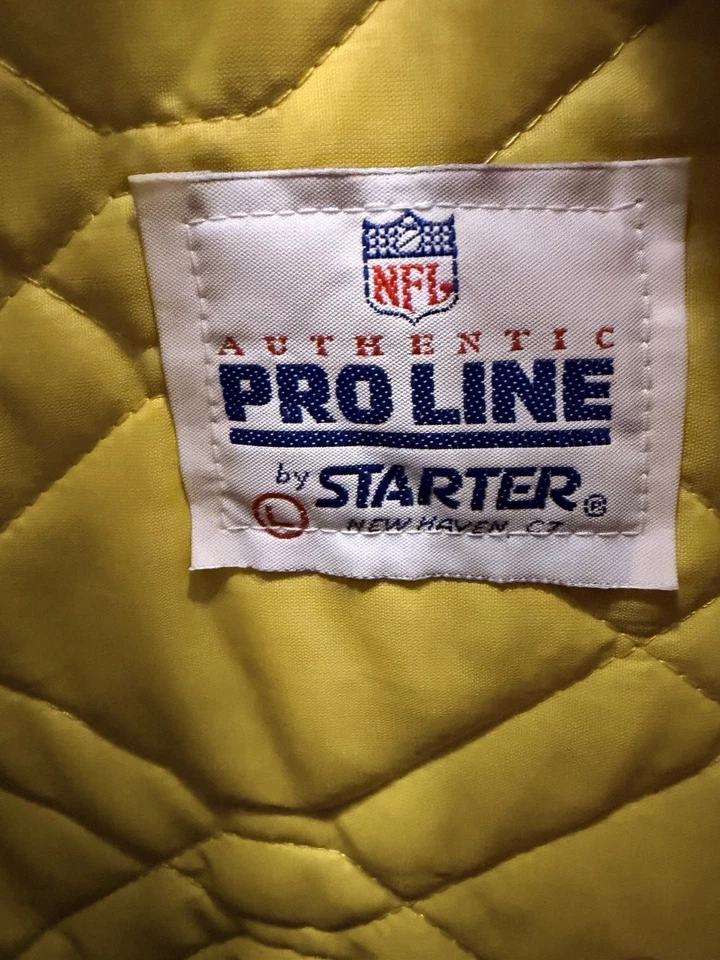 NFL
AUTHENTIC
PRO LINE
by STARTER®
L NEW HAVEN, CT